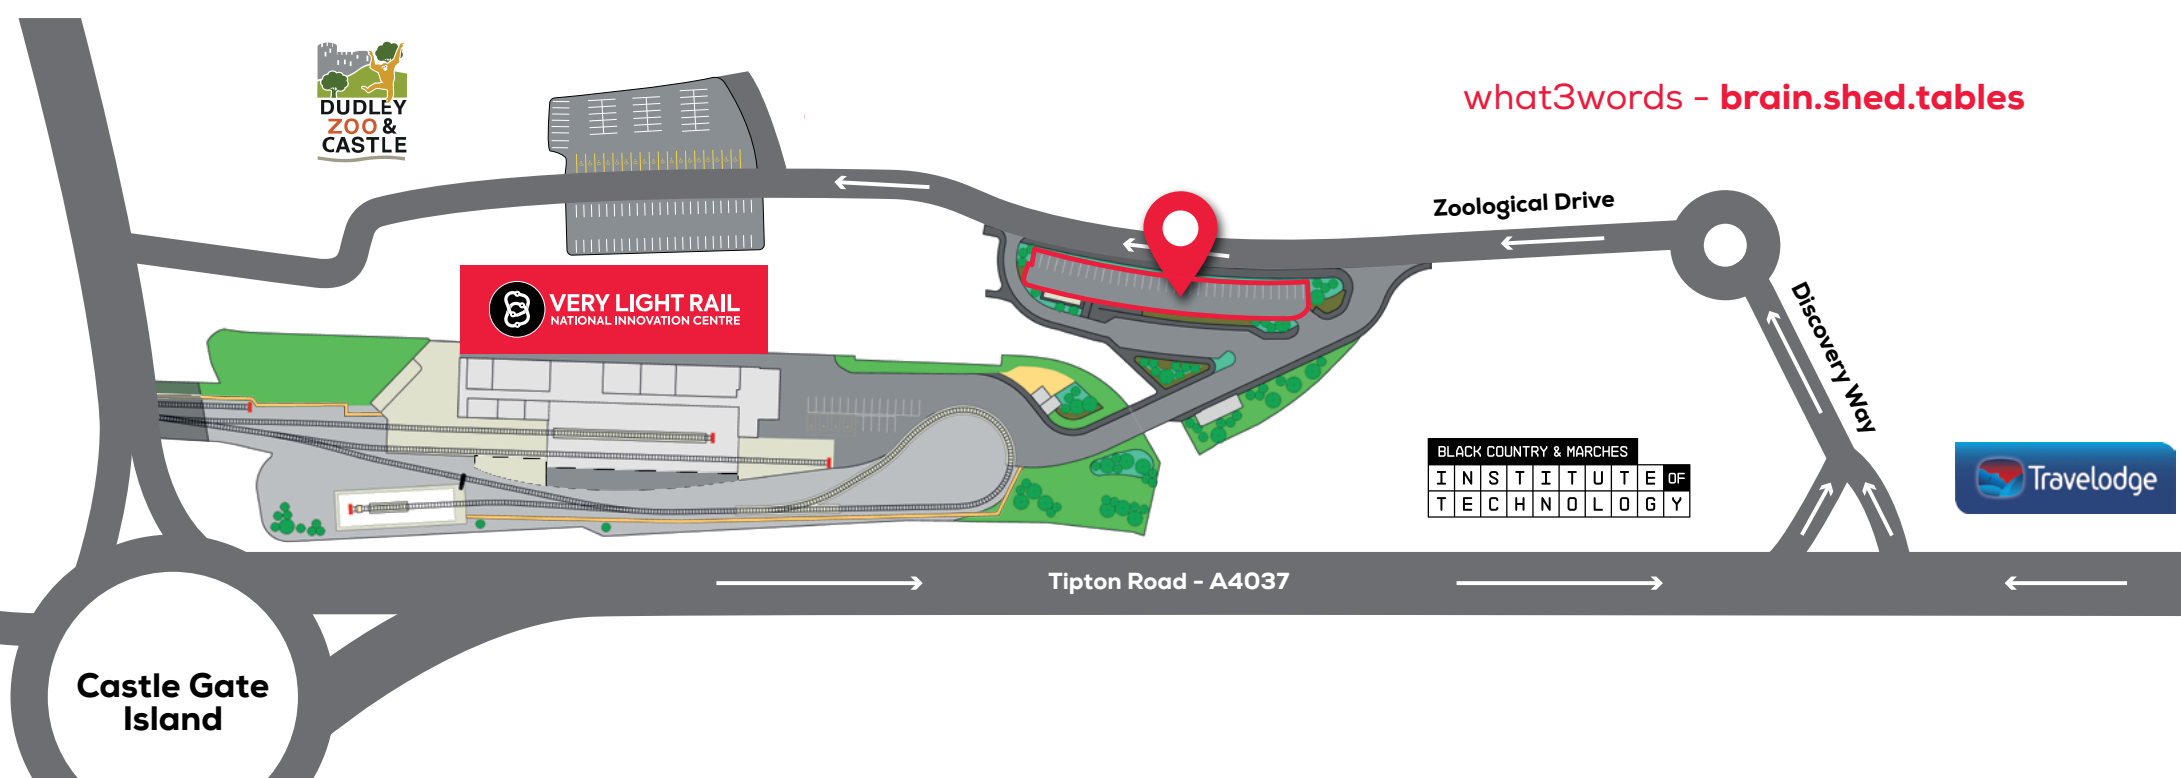 DUDLEY
ZOO &
CASTLE
what3words - brain.shed.tables
Zoological Drive
VERY LIGHT RAIL
NATIONAL INNOVATION CENTRE
Discovery Way
BLACK COUNTRY & MARCHES
INSTITUTE OF
TECHNOLOGY
Travelodge
Tipton Road - A4037
Castle Gate
Island